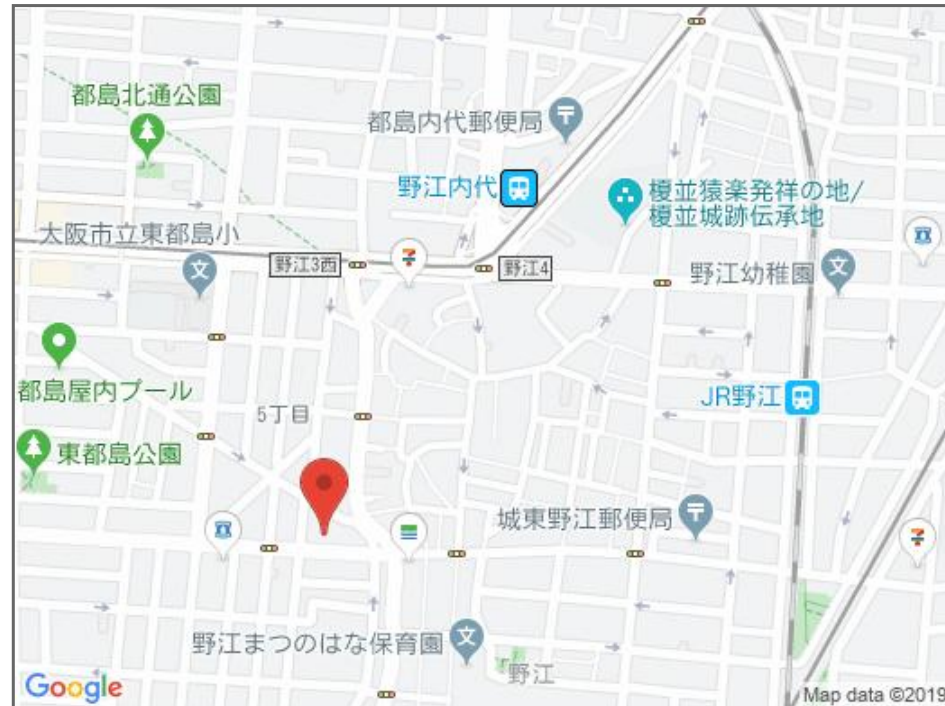 都島北通公園
都島内代郵便局
野江内代
榎並猿楽発祥の地/
榎並城跡伝承地
大阪市立東都島小
野江3西
野江4
野江幼稚園
都島屋内プール
JR野江
5丁目
東都島公園
城東野江郵便局
野江まつのはな保育園
野江
Google
Map data ©2019